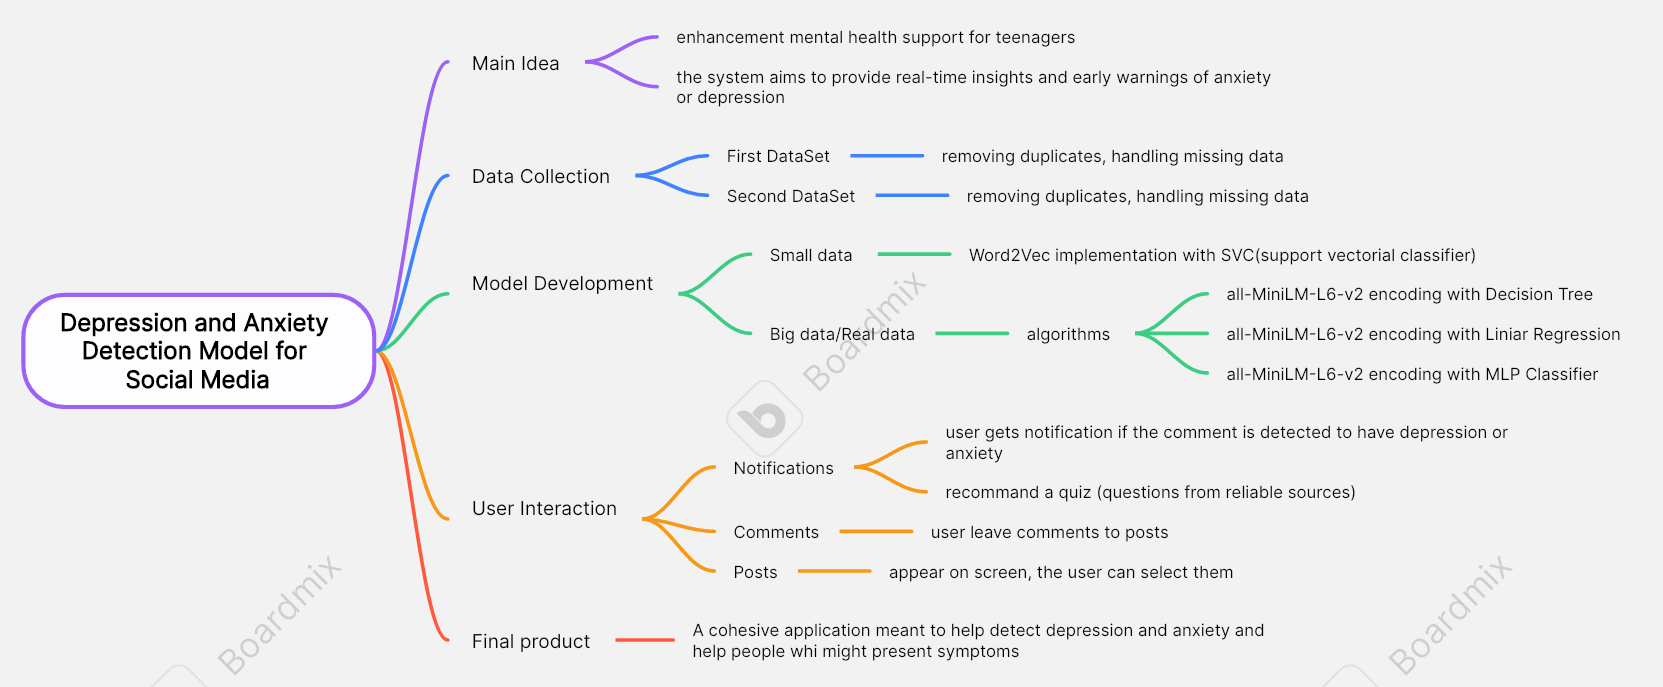 Depression and Anxiety
Detection Model for
Social Media
Main Idea
enhancement mental health support for teenagers
the system aims to provide real-time insights and early warnings of anxiety
or depression
Data Collection
First DataSet
removing duplicates, handling missing data
Second DataSet
removing duplicates, handling missing data
Model Development
Small data
Word2Vec implementation with SVC(support vectorial classifier)
Big data/Real data
algorithms
all-MiniLM-L6-v2 encoding with Decision Tree
all-MiniLM-L6-v2 encoding with Liniar Regression
all-MiniLM-L6-v2 encoding with MLP Classifier
User Interaction
Notifications
user gets notification if the comment is detected to have depression or
anxiety
recommand a quiz (questions from reliable sources)
Comments
user leave comments to posts
Posts
appear on screen, the user can select them
Final product
A cohesive application meant to help detect depression and anxiety and
help people whi might present symptoms
Boardmix
Boardmix
Boardmix